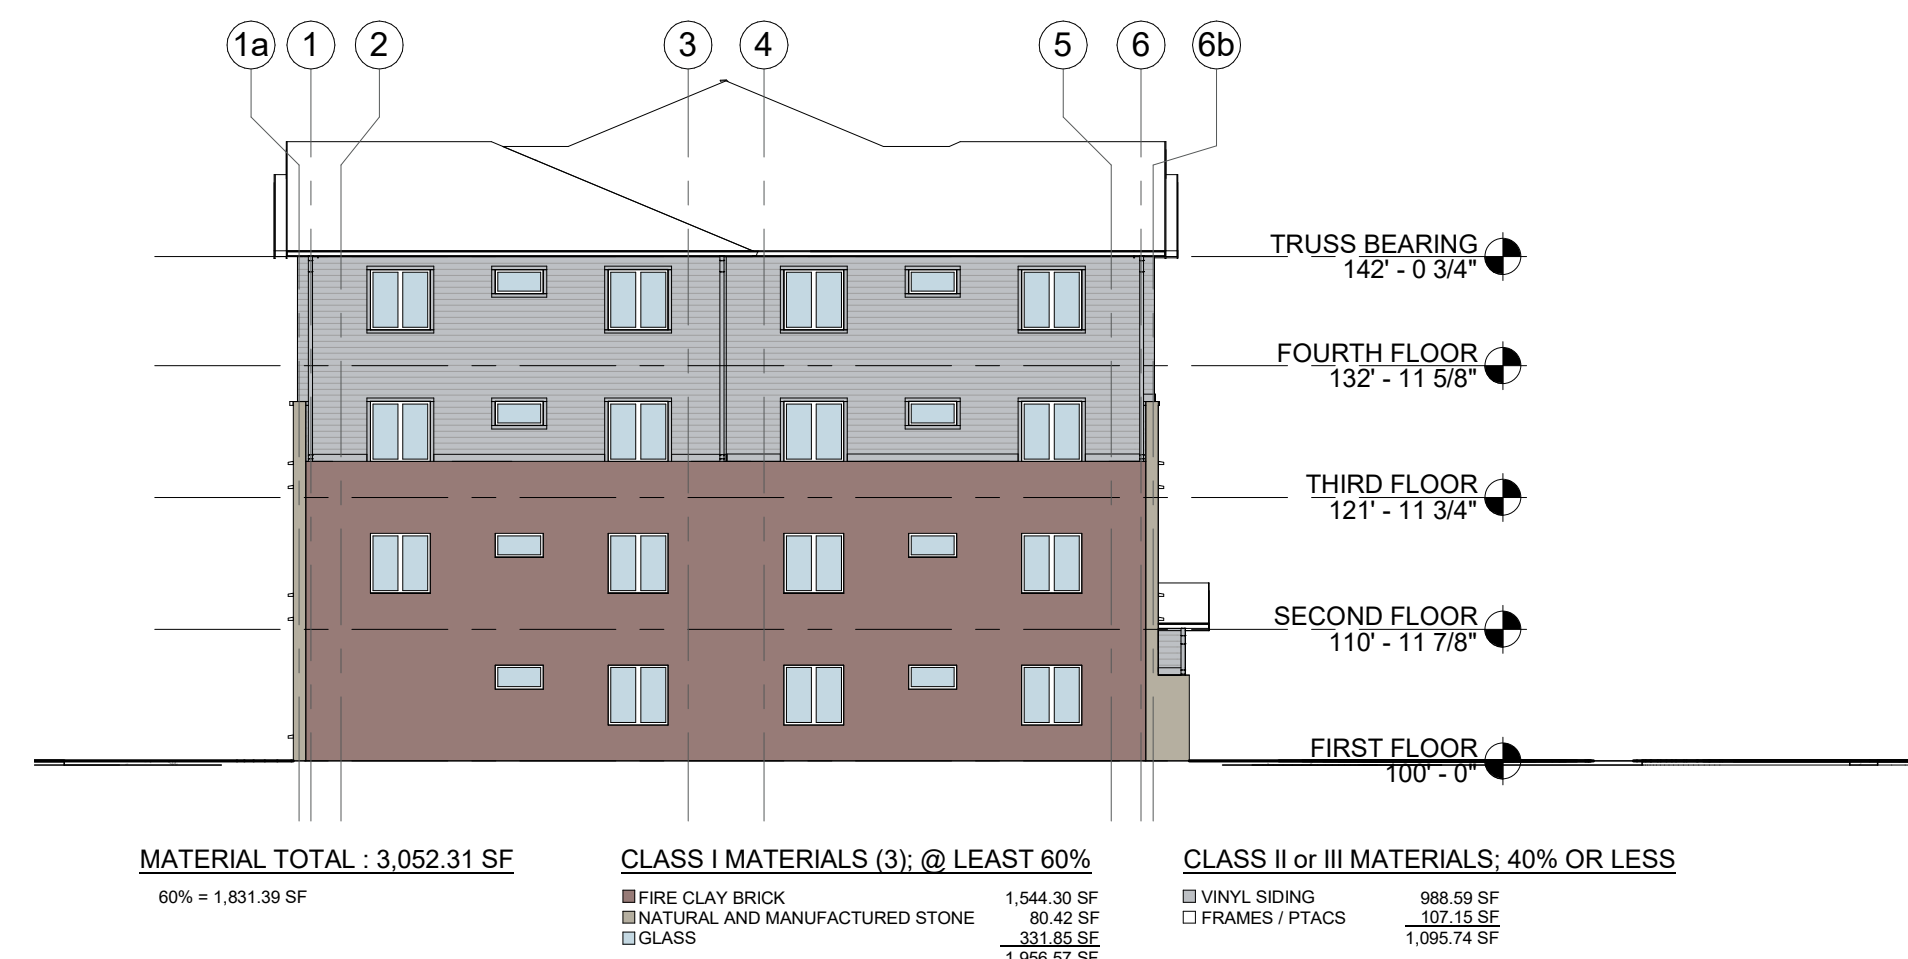 1a 1 2 3 4 5 6 6b
TRUSS BEARING
142' - 0 3/4"
FOURTH FLOOR
132' - 11 5/8"
THIRD FLOOR
121' - 11 3/4"
SECOND FLOOR
110' - 11 7/8"
FIRST FLOOR
100' - 0"
MATERIAL TOTAL : 3,052.31 SF
60% = 1,831.39 SF
CLASS I MATERIALS (3); @ LEAST 60%
FIRE CLAY BRICK 1,544.30 SF
NATURAL AND MANUFACTURED STONE 80.42 SF
GLASS 331.85 SF
1,956.57 SF
CLASS II or III MATERIALS; 40% OR LESS
VINYL SIDING 988.59 SF
FRAMES / PTACS 107.15 SF
1,095.74 SF